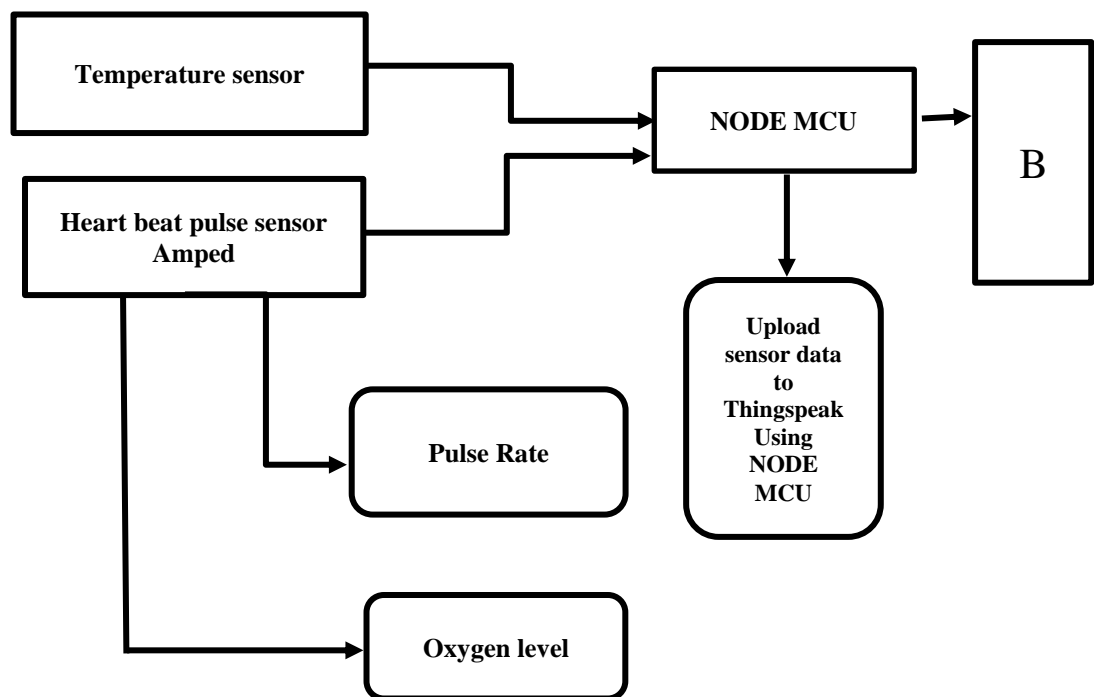 Temperature sensor
NODE MCU
B
Heart beat pulse sensor
Amped
Upload
sensor data
to
Thingspeak
Using
NODE
MCU
Pulse Rate
Oxygen level